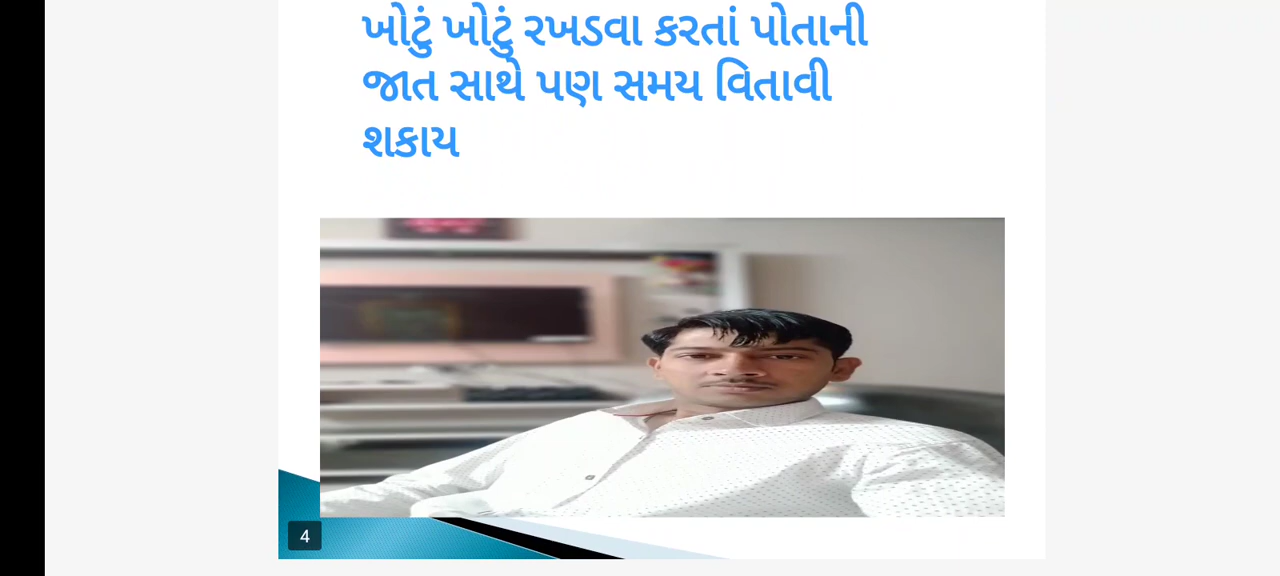 ખોટું ખોટું રખડવા કરતાં પોતાની
જાત સાથે પણ સમય વિતાવી
શકાય
4